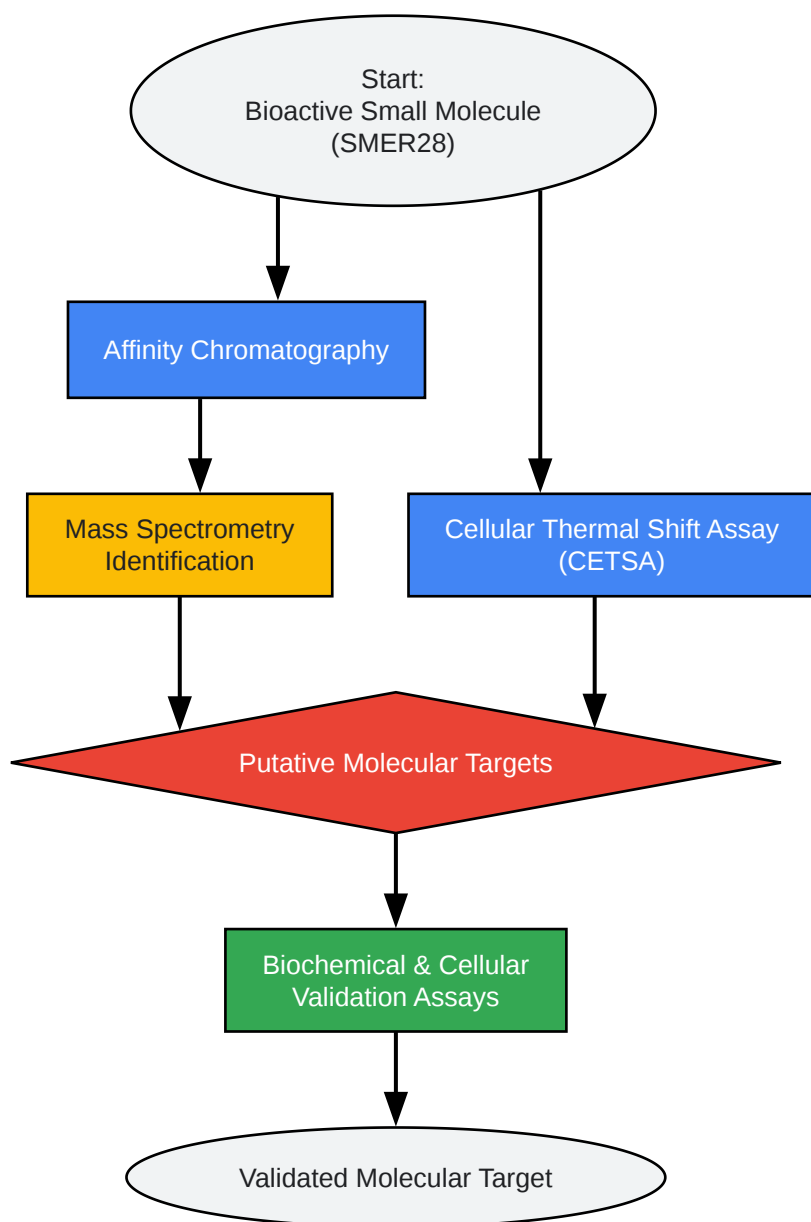 Start:
Bioactive Small Molecule
(SMER28)
Affinity Chromatography
Mass Spectrometry
Identification
Cellular Thermal Shift Assay
(CETSA)
Putative Molecular Targets
Biochemical & Cellular
Validation Assays
Validated Molecular Target